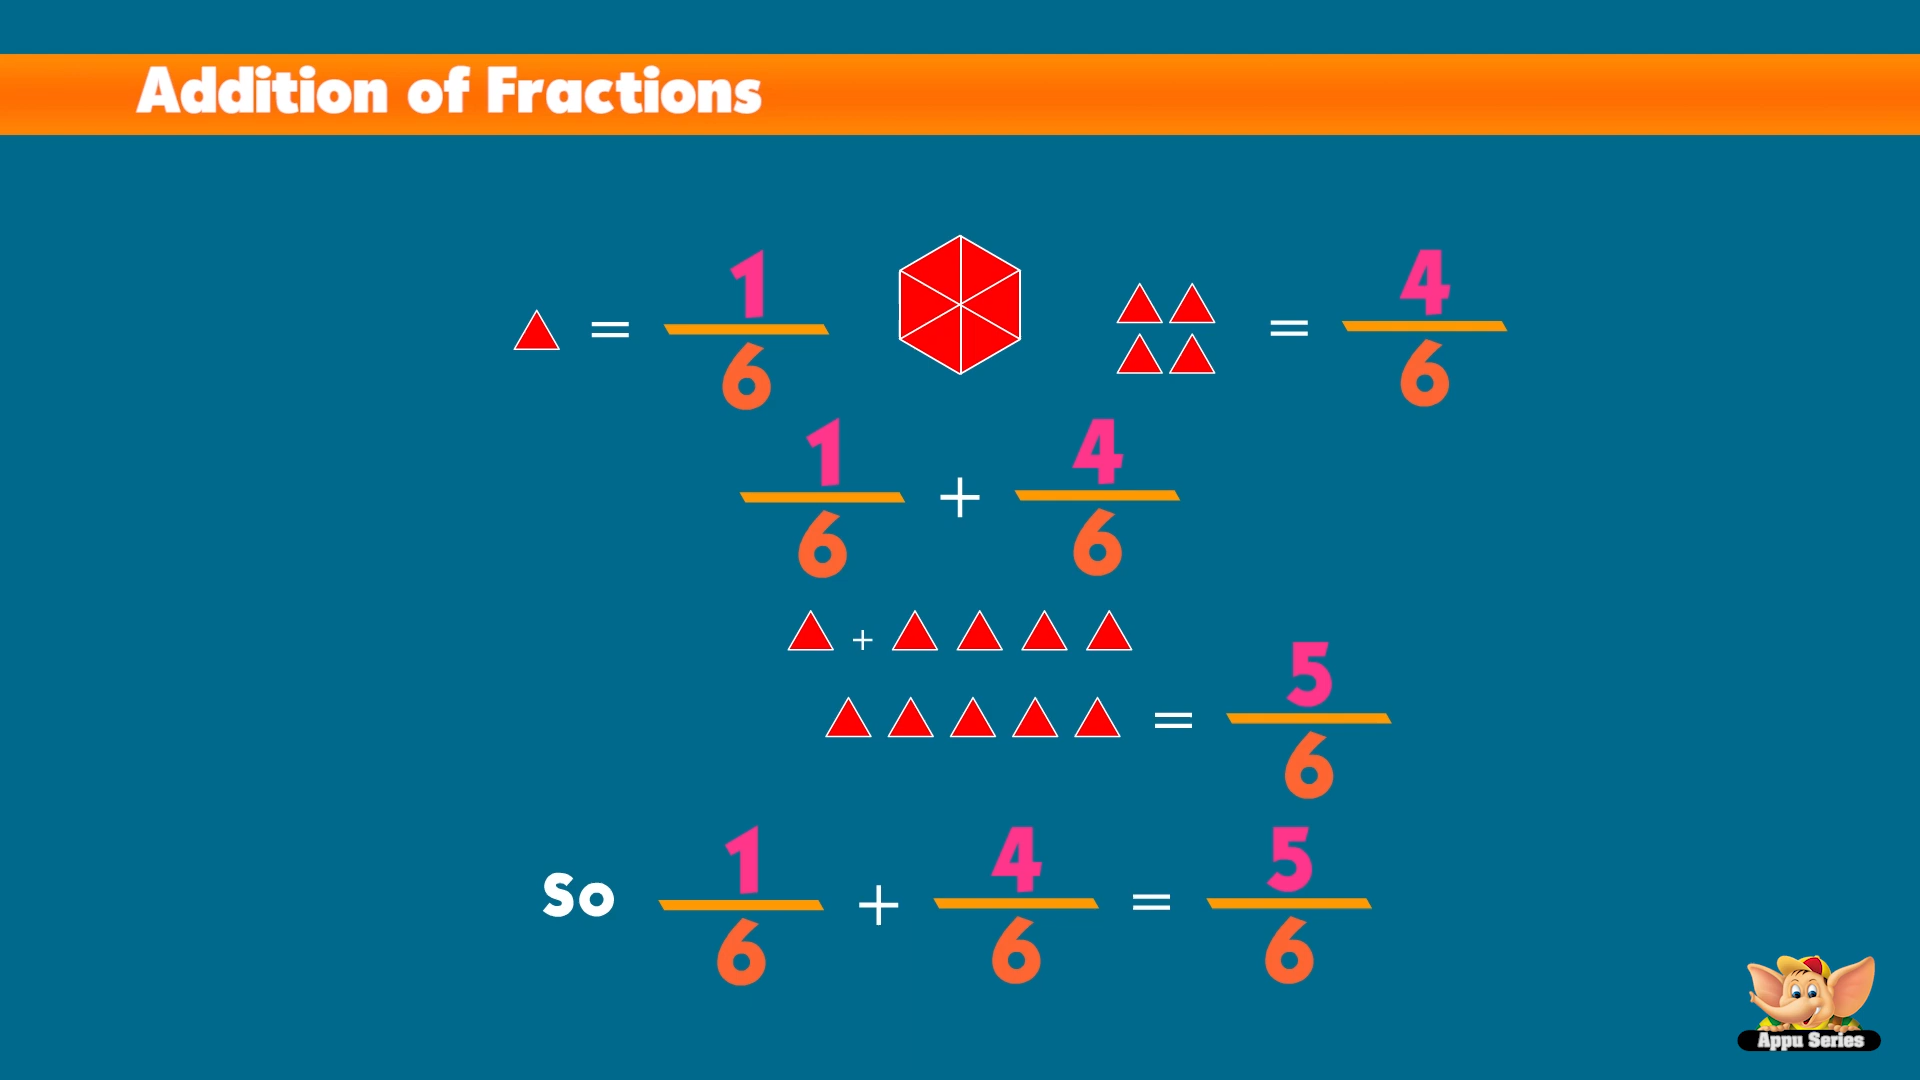 Addition of Fractions
= 1/6
= 4/6
1/6 + 4/6
+
= 5/6
So 1/6 + 4/6 = 5/6
Appu Series